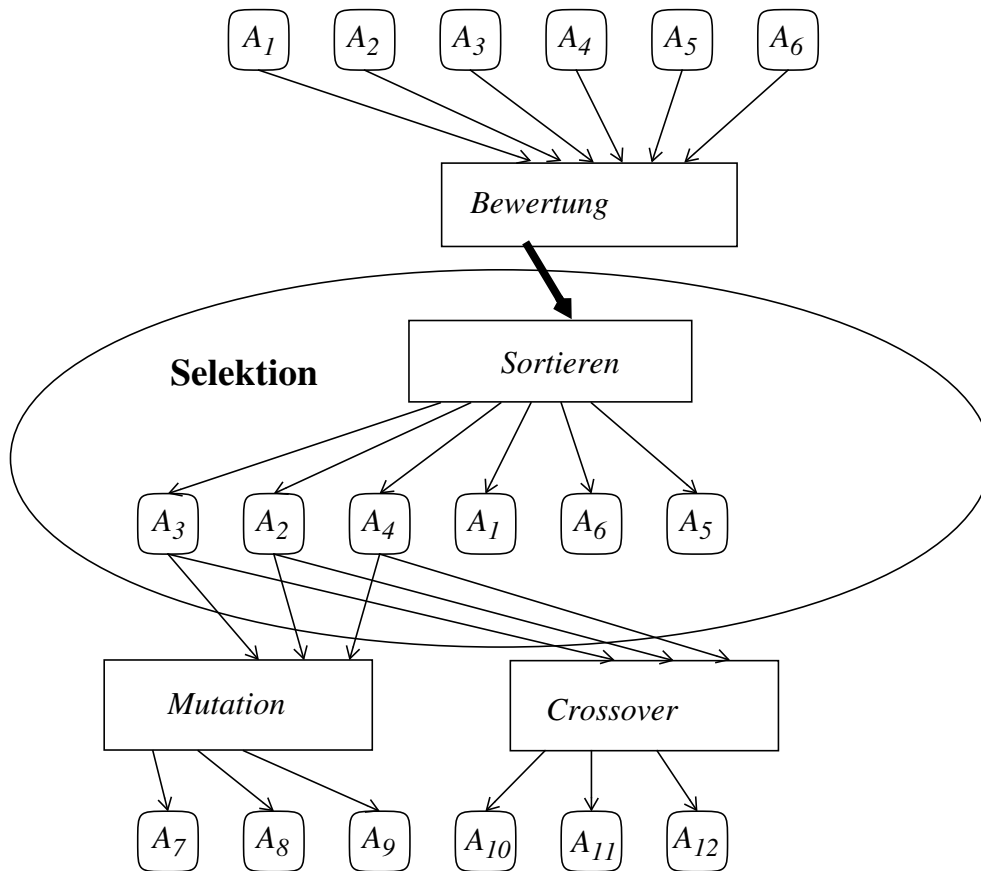 A1 A2 A3 A4 A5 A6
Bewertung
Sortieren
Selektion
A3 A2 A4 A1 A6 A5
Mutation
Crossover
A7 A8 A9 A10 A11 A12